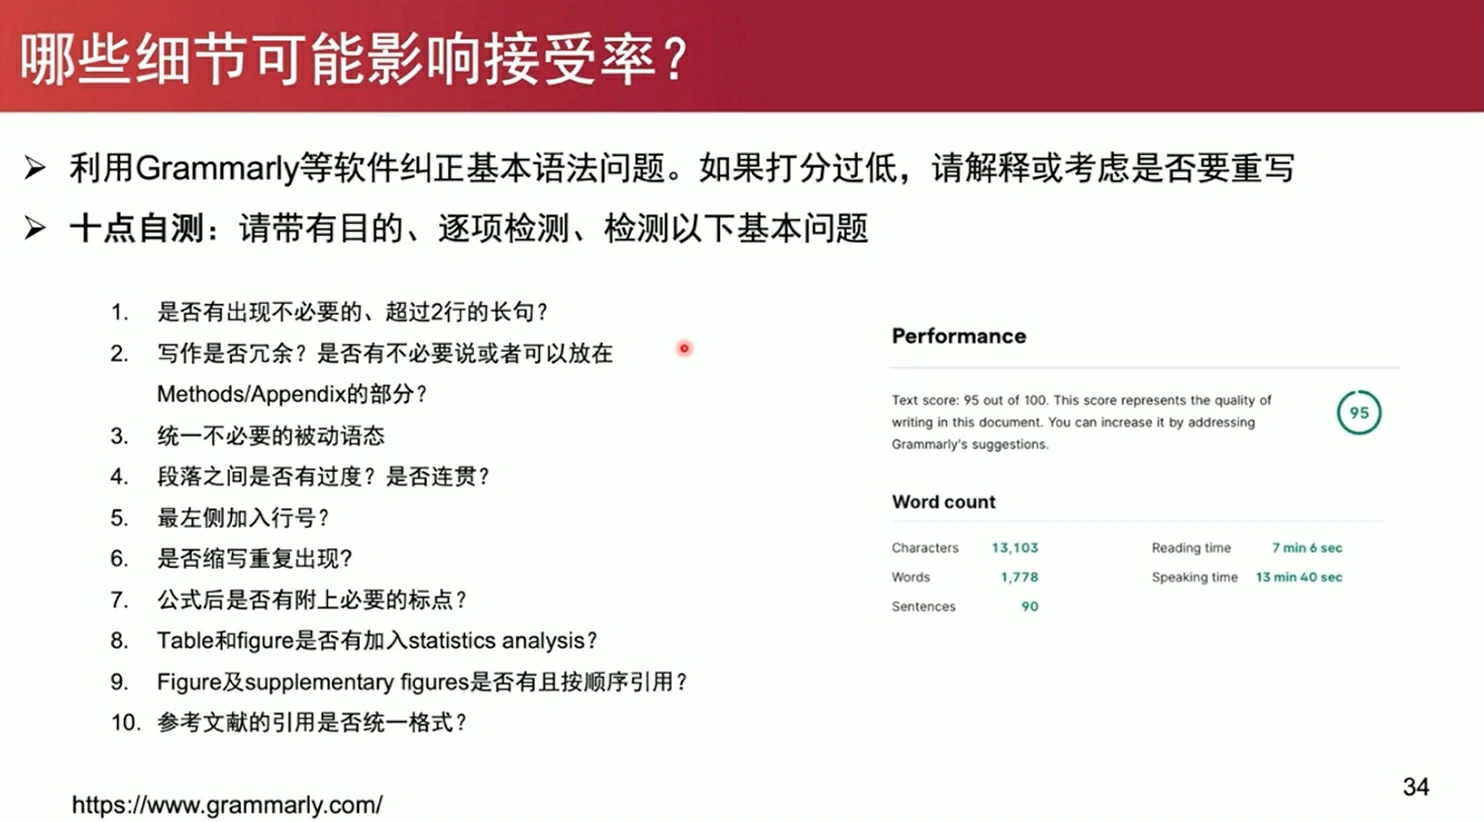 哪些细节可能影响接受率？
➢ 利用Grammarly等软件纠正基本语法问题。如果打分过低，请解释或考虑是否要重写
➢ 十点自测：请带有目的、逐项检测、检测以下基本问题
1. 是否有出现不必要的、超过2行的长句？
2. 写作是否冗余？是否有不必要说或者可以放在
Methods/Appendix的部分？
3. 统一不必要的被动语态
4. 段落之间是否有过度？是否连贯？
5. 最左侧加入行号？
6. 是否缩写重复出现？
7. 公式后是否有附上必要的标点？
8. Table和figure是否有加入statistics analysis？
9. Figure及supplementary figures是否有且按顺序引用？
10. 参考文献的引用是否统一格式？
Performance
Text score: 95 out of 100. This score represents the quality of
writing in this document. You can increase it by addressing
Grammarly's suggestions.
95
Word count
Characters 13,103 Reading time 7 min 6 sec
Words 1,778 Speaking time 13 min 40 sec
Sentences 90
https://www.grammarly.com/
34